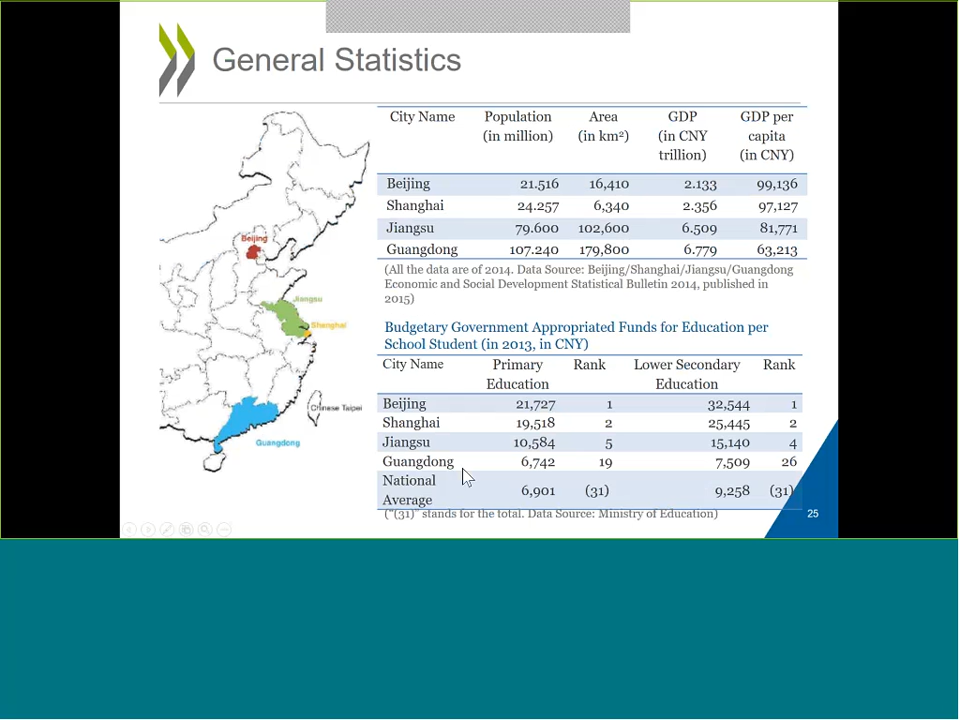 General Statistics
City Name Population Area GDP GDP per
(in million) (in km²) (in CNY capita
trillion) (in CNY)
Beijing 21.516 16,410 2.133 99,136
Shanghai 24.257 6,340 2.356 97,127
Jiangsu 79.600 102,600 6.509 81,771
Guangdong 107.240 179,800 6.779 63,213
(All the data are of 2014. Data Source: Beijing/Shanghai/Jiangsu/Guangdong
Economic and Social Development Statistical Bulletin 2014, published in
2015)
Budgetary Government Appropriated Funds for Education per
School Student (in 2013, in CNY)
City Name Primary Rank Lower Secondary Rank
Education Education
Beijing 21,727 1 32,544 1
Shanghai 19,518 2 25,445 2
Jiangsu 10,584 5 15,140 4
Guangdong 6,742 19 7,509 26
National
Average 6,901 (31) 9,258 (31)
("(31)" stands for the total. Data Source: Ministry of Education)
Beijing
Jiangsu
Shanghai
Chinese Taipei
Guangdong
25